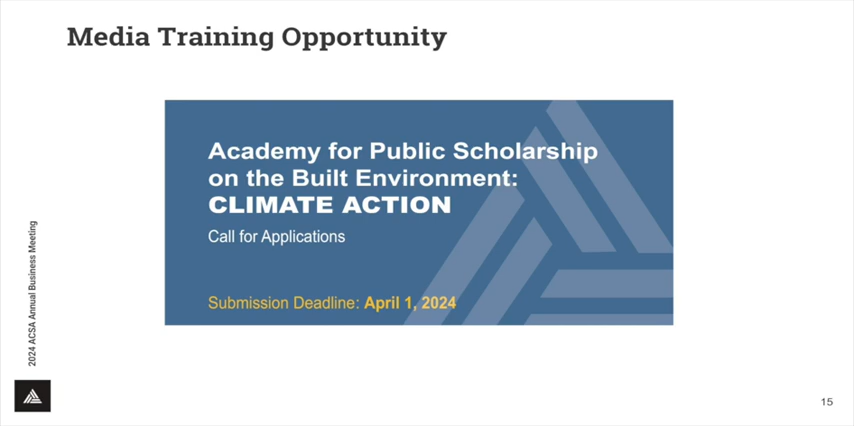 Media Training Opportunity
Academy for Public Scholarship
on the Built Environment:
CLIMATE ACTION
Call for Applications
Submission Deadline: April 1, 2024
2024 ACSA Annual Business Meeting
15